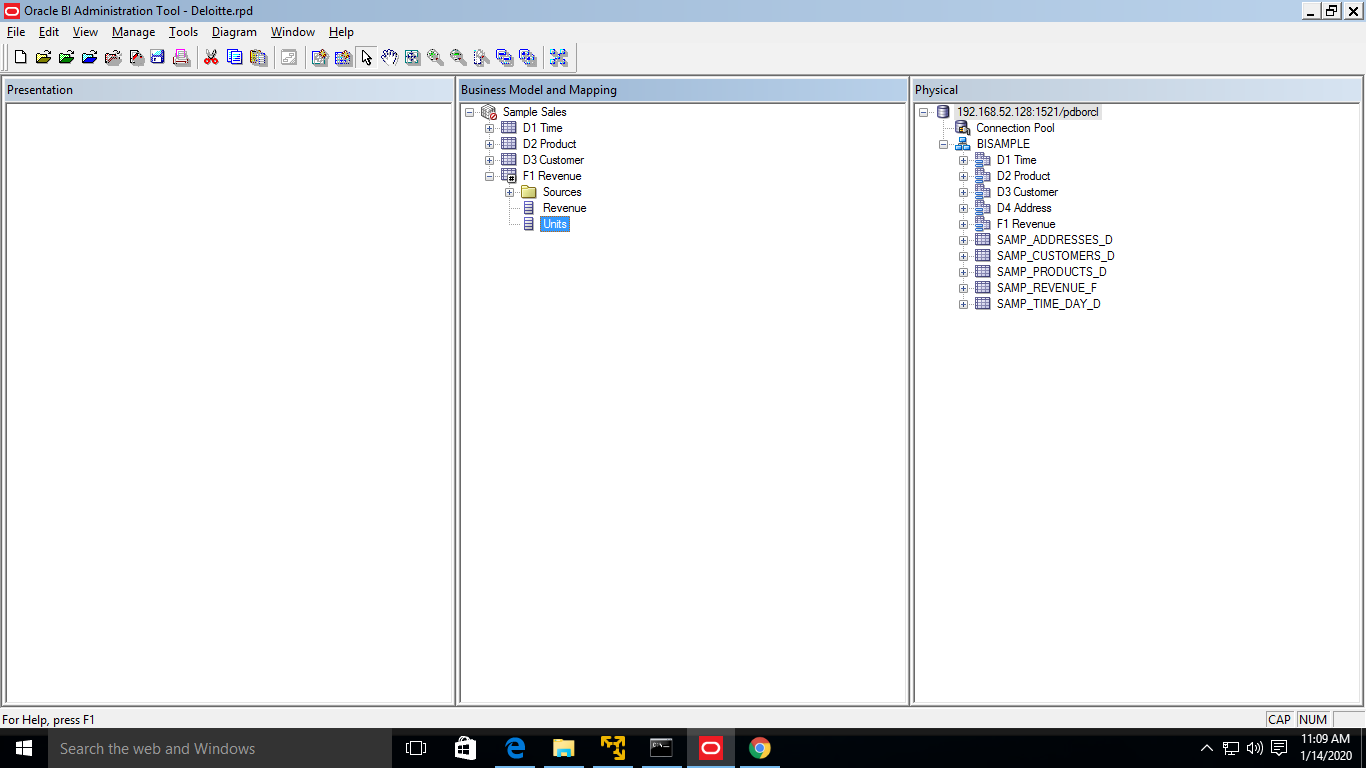 Oracle BI Administration Tool - Deloitte.rpd
File Edit View Manage Tools Diagram Window Help
Presentation
Business Model and Mapping
Sample Sales
D1 Time
D2 Product
D3 Customer
F1 Revenue
Sources
Revenue
Units
Physical
192.168.52.128:1521/pdborcl
Connection Pool
BISAMPLE
D1 Time
D2 Product
D3 Customer
D4 Address
F1 Revenue
SAMP_ADDRESSES_D
SAMP_CUSTOMERS_D
SAMP_PRODUCTS_D
SAMP_REVENUE_F
SAMP_TIME_DAY_D
For Help, press F1
CAP NUM
Search the web and Windows
11:09 AM
1/14/2020